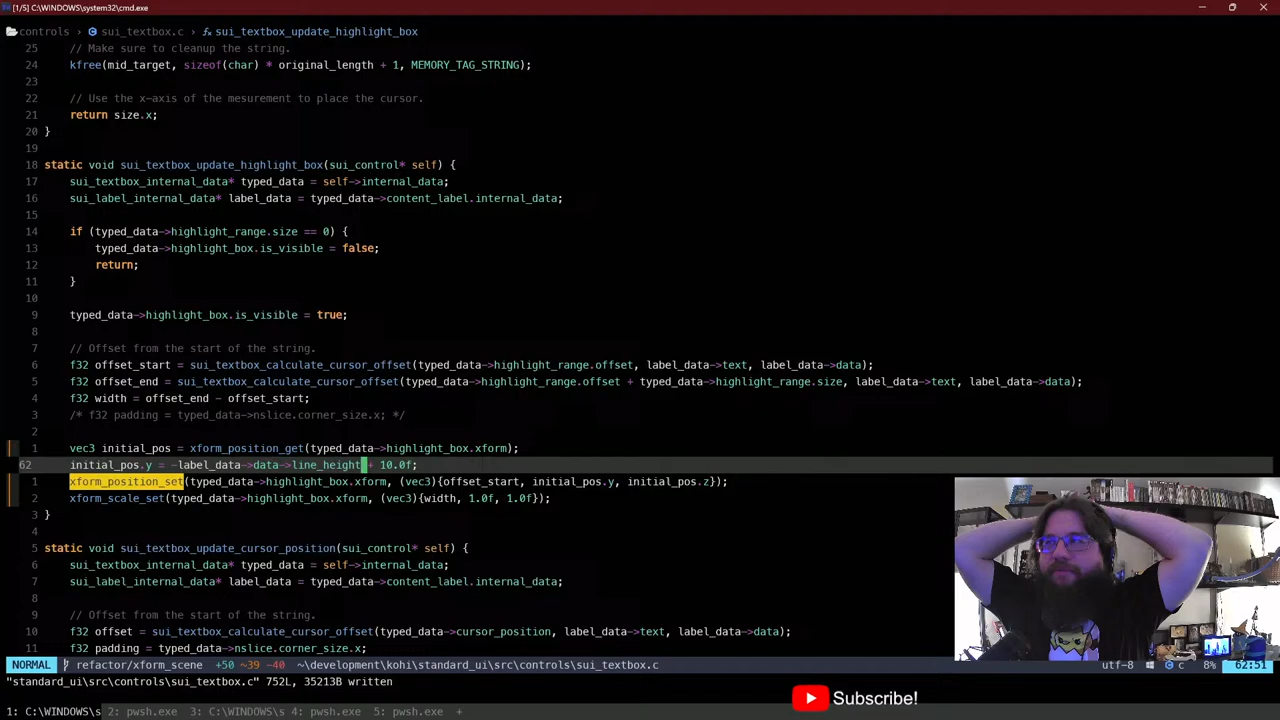 [1/5] C:\WINDOWS\system32\cmd.exe
controls > sui_textbox.c > sui_textbox_update_highlight_box
25 // Make sure to cleanup the string.
24 kfree(mid_target, sizeof(char) * original_length + 1, MEMORY_TAG_STRING);
23
22 // Use the x-axis of the mesurement to place the cursor.
21 return size.x;
20 }
19
18 static void sui_textbox_update_highlight_box(sui_control* self) {
17 sui_textbox_internal_data* typed_data = self->internal_data;
16 sui_label_internal_data* label_data = typed_data->content_label.internal_data;
15
14 if (typed_data->highlight_range.size == 0) {
13 typed_data->highlight_box.is_visible = false;
12 return;
11 }
10
9 typed_data->highlight_box.is_visible = true;
8
7 // Offset from the start of the string.
6 f32 offset_start = sui_textbox_calculate_cursor_offset(typed_data->highlight_range.offset, label_data->text, label_data->data);
5 f32 offset_end = sui_textbox_calculate_cursor_offset(typed_data->highlight_range.offset + typed_data->highlight_range.size, label_data->text, label_data->data);
4 f32 width = offset_end - offset_start;
3 /* f32 padding = typed_data->nslice.corner_size.x; */
2
1 vec3 initial_pos = xform_position_get(typed_data->highlight_box.xform);
62 initial_pos.y = -label_data->data->line_height + 10.0f;
1 xform_position_set(typed_data->highlight_box.xform, (vec3){offset_start, initial_pos.y, initial_pos.z});
2 xform_scale_set(typed_data->highlight_box.xform, (vec3){width, 1.0f, 1.0f});
3 }
4
5 static void sui_textbox_update_cursor_position(sui_control* self) {
6 sui_textbox_internal_data* typed_data = self->internal_data;
7 sui_label_internal_data* label_data = typed_data->content_label.internal_data;
8
9 // Offset from the start of the string.
10 f32 offset = sui_textbox_calculate_cursor_offset(typed_data->cursor_position, label_data->text, label_data->data);
11 f32 padding = typed_data->nslice.corner_size.x;
NORMAL refactor/xform_scene +50 ~39 -40 ~\development\kohi\standard_ui\src\controls\sui_textbox.c utf-8 c 8% 62:51
"standard_ui\src\controls\sui_textbox.c" 752L, 35213B written
Subscribe!
1: C:\WINDOWS\s 2: pwsh.exe 3: C:\WINDOWS\s 4: pwsh.exe 5: pwsh.exe +